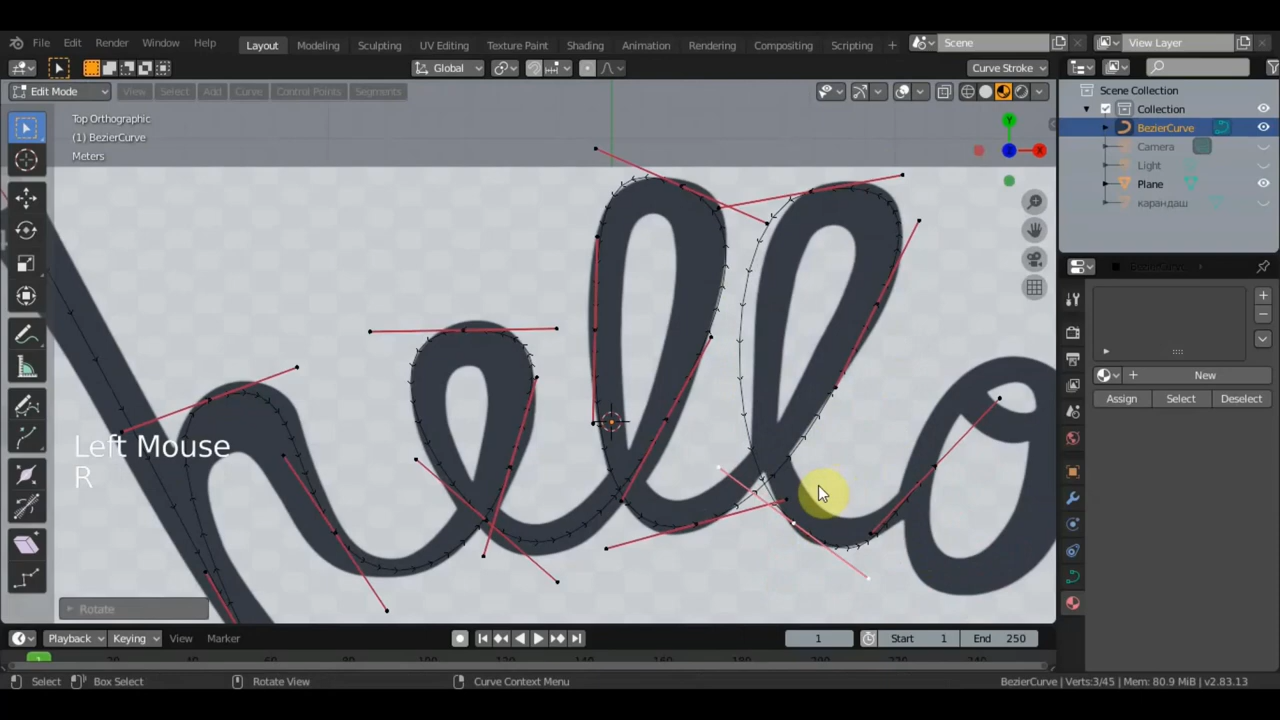 File Edit Render Window Help Layout Modeling Sculpting UV Editing Texture Paint Shading Animation Rendering Compositing Scripting + Scene View Layer
Global Curve Stroke
Edit Mode View Select Add Curve Control Points Segments
Scene Collection
Collection
BezierCurve
Camera
Light
Plane
карандаш
Top Orthographic
(1) BezierCurve
Meters
Y
X
Z
hello
Left Mouse
R
Rotate
BezierCurve
+ New
Assign Select Deselect
Playback Keying View Marker 1 Start 1 End 250
1
Select Box Select Rotate View Curve Context Menu BezierCurve | Verts:3/45 | Mem: 80.9 MiB | v2.83.13